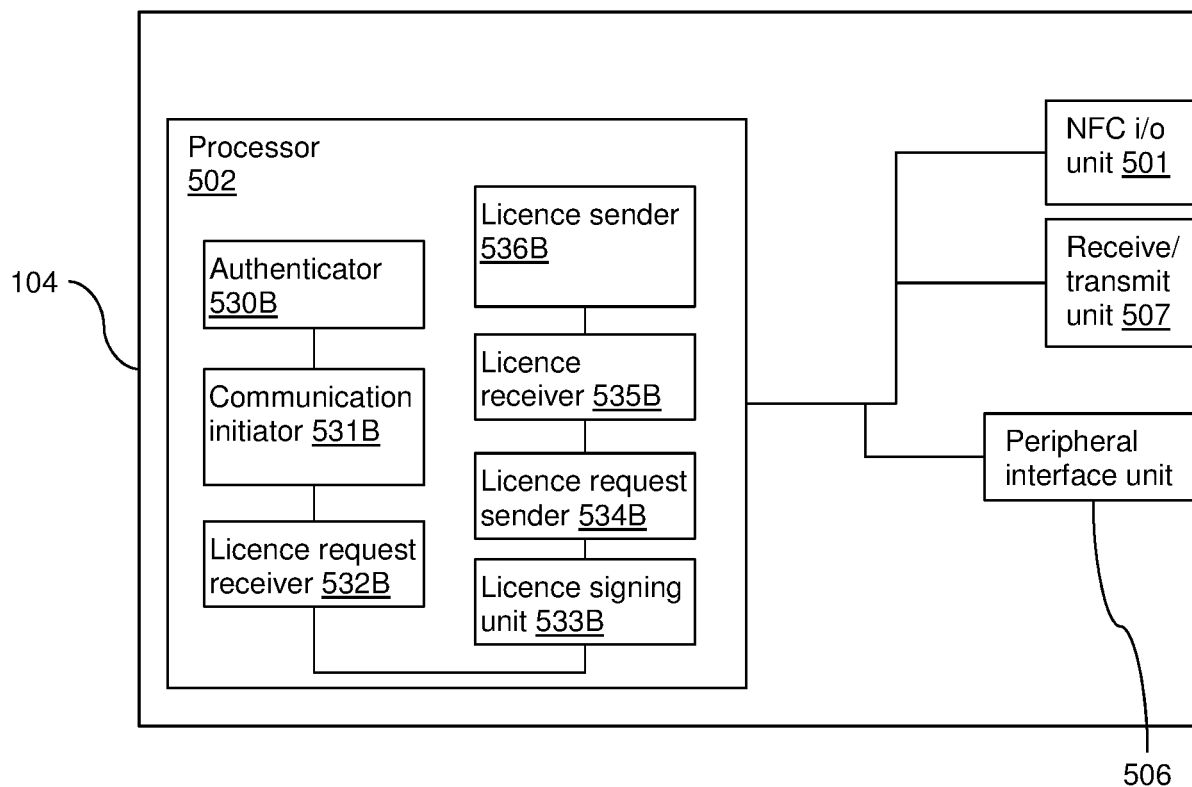 Processor
502
Authenticator
530B
Communication
initiator 531B
Licence request
receiver 532B
Licence sender
536B
Licence
receiver 535B
Licence request
sender 534B
Licence signing
unit 533B
NFC i/o
unit 501
Receive/
transmit
unit 507
Peripheral
interface unit
104
506